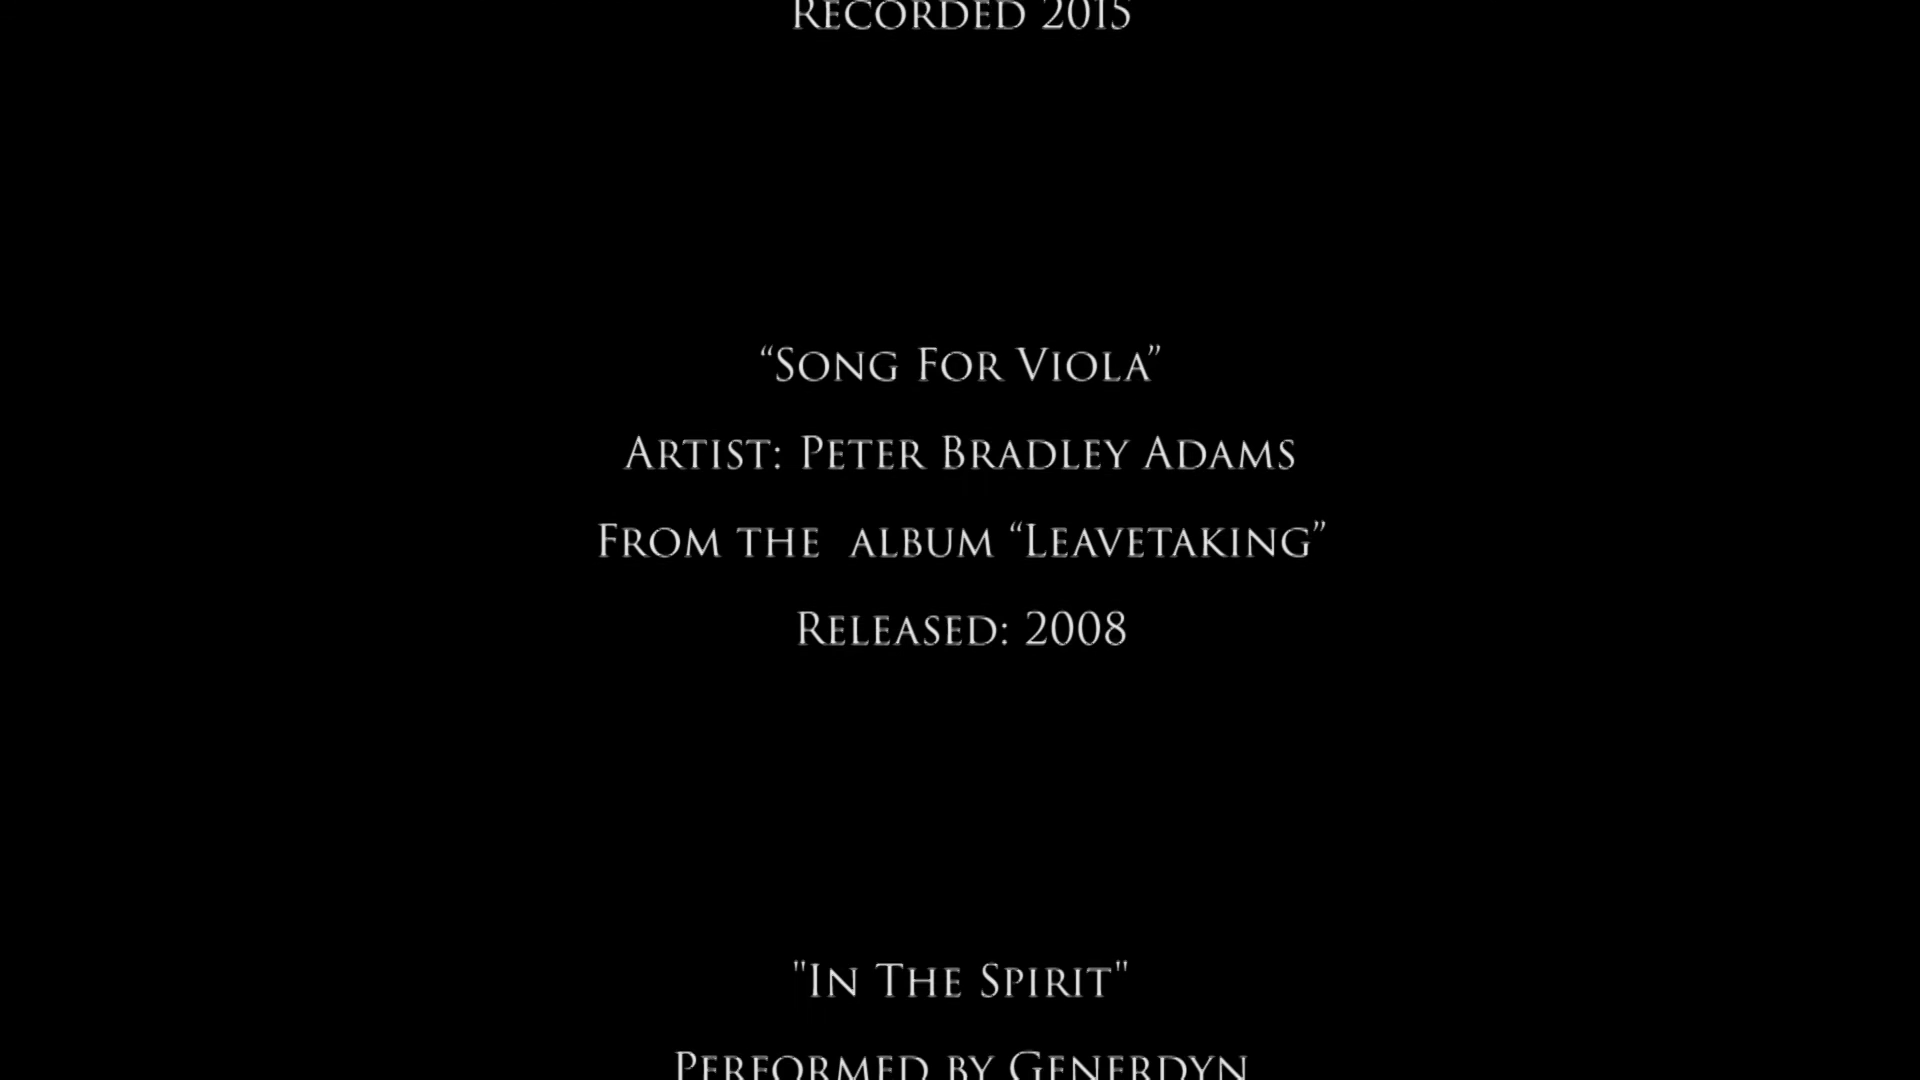 Recorded 2015
“Song For Viola”
Artist: Peter Bradley Adams
From the  album “Leavetaking”
Released: 2008
"In The Spirit"
Performed by Generdyn